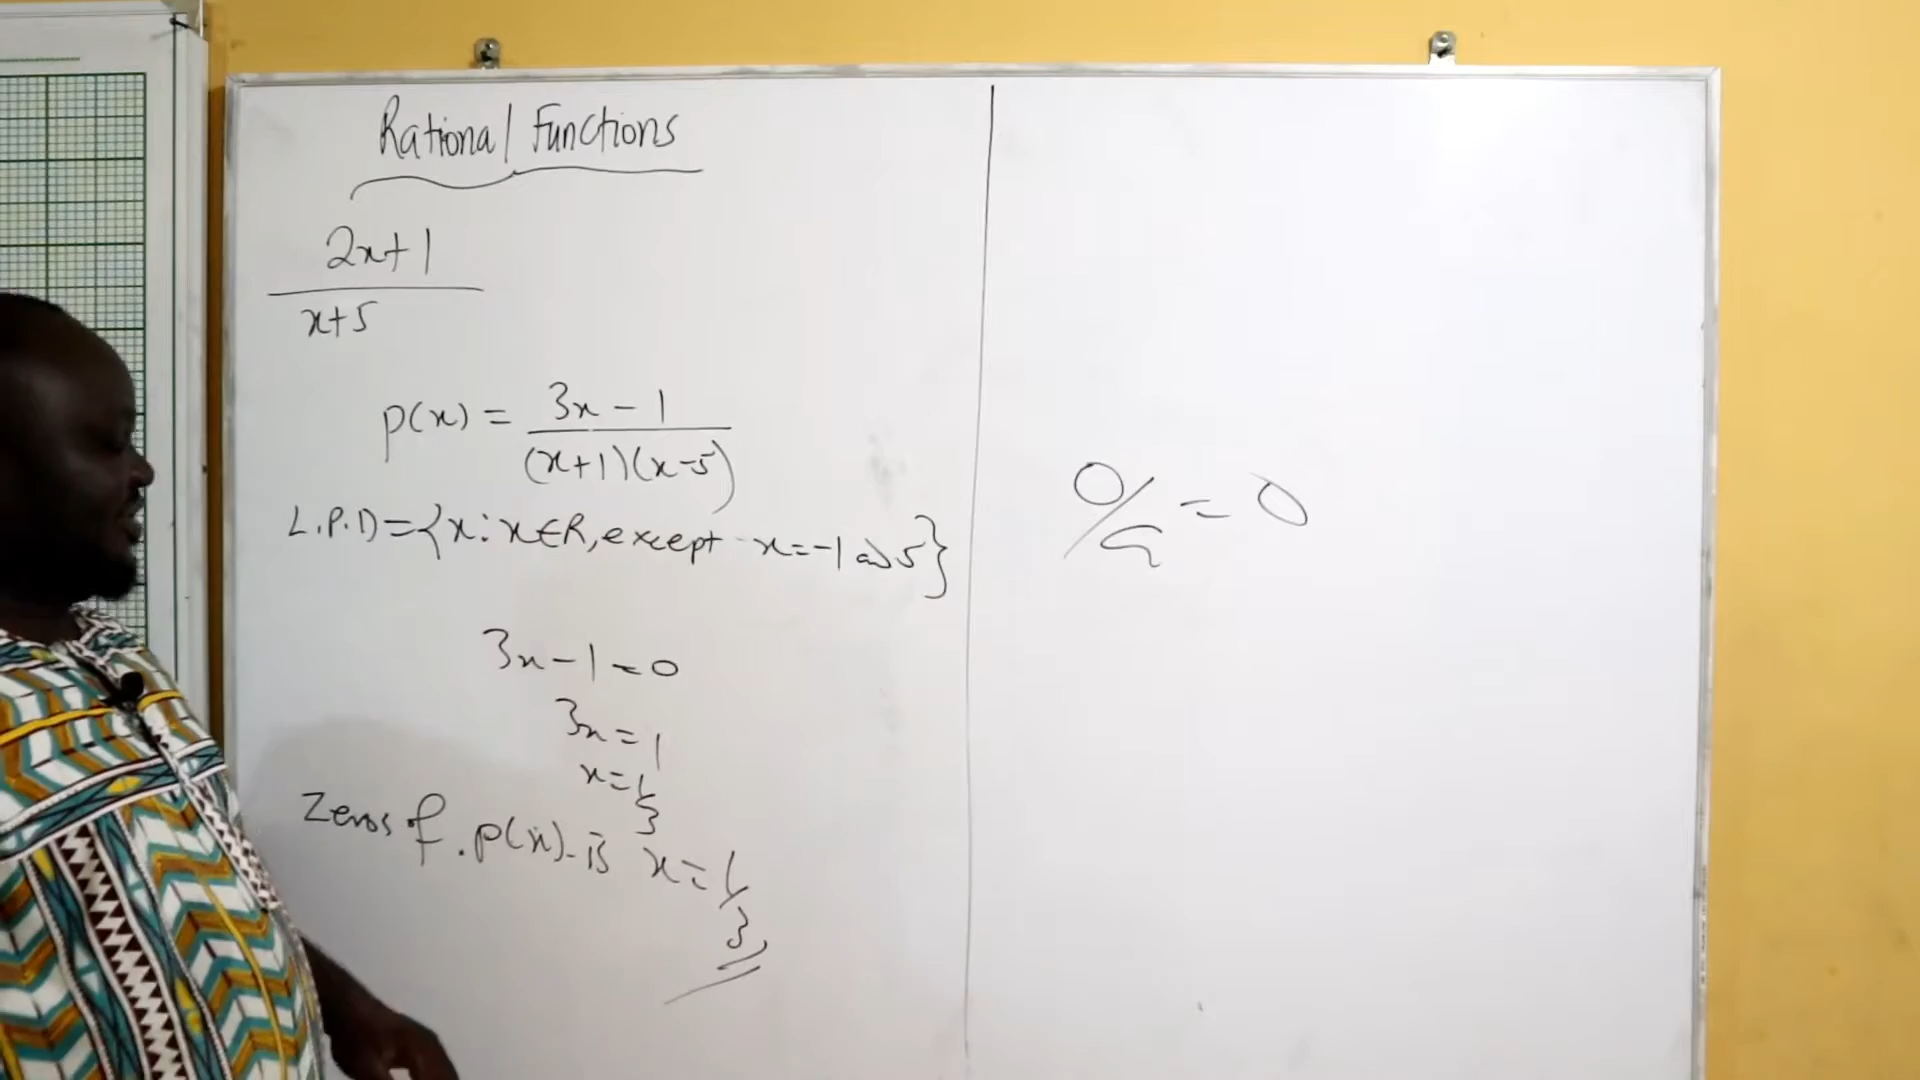 Rational Functions
2x+1
x+5
p(x) = 3x - 1
(x+1)(x-5)
L.P.D = {x: x∈R, except x=-1 and 5}
3x - 1 = 0
3x = 1
x = 1/3
Zeros of p(x) is x = 1/3
0/a = 0